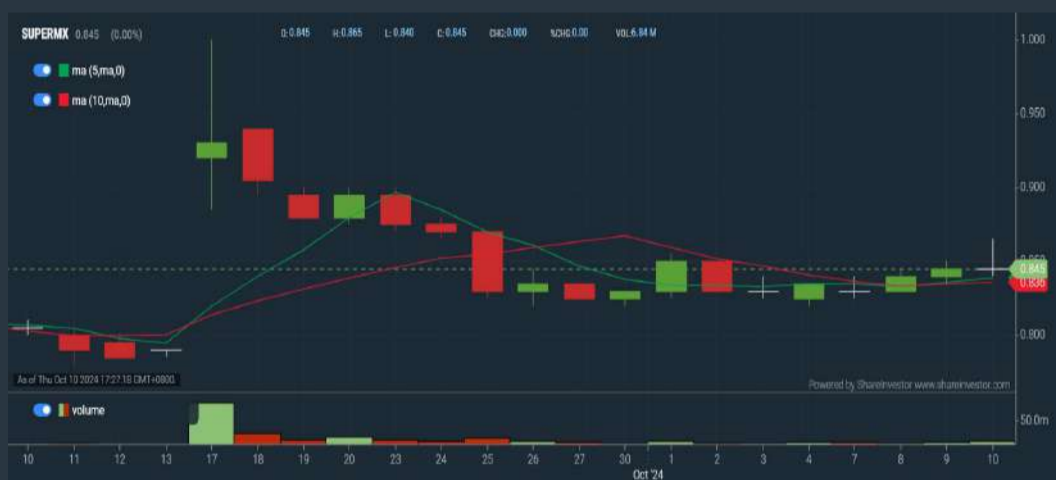 SUPERMX 0.845 (0.00%) O:0.845 H:0.865 L:0.840 C:0.845 CHG:0.000 %CHG:0.00 VOL:6.84 M
1.000
ma (5,ma,0)
ma (10,ma,0)
0.950
0.900
0.850
0.845
0.836
0.800
As of Thu Oct 10 2024 17:27:18 GMT+0800.
Powered by ShareInvestor www.shareinvestor.com
volume
50.0m
10 11 12 13 17 18 19 20 23 24 25 26 27 30 1 2 3 4 7 8 9 10
Oct '24